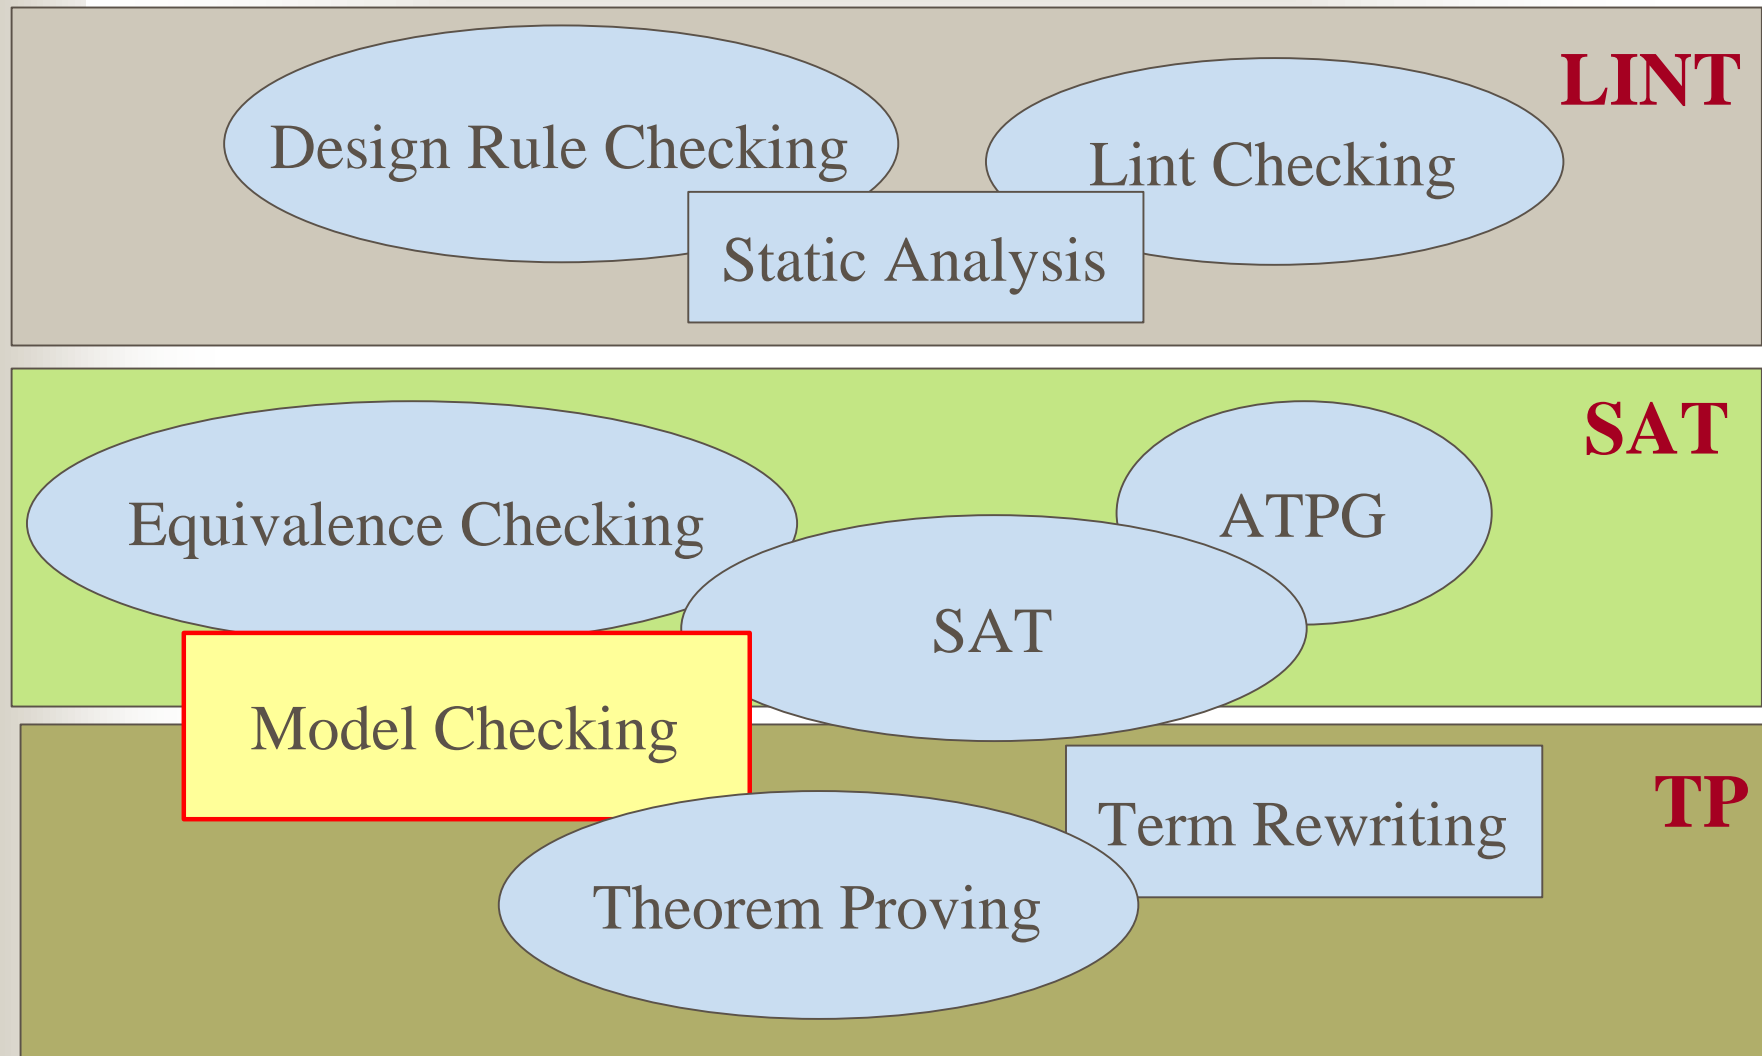 LINT
Design Rule Checking
Lint Checking
Static Analysis
SAT
Equivalence Checking
ATPG
SAT
Model Checking
TP
Term Rewriting
Theorem Proving